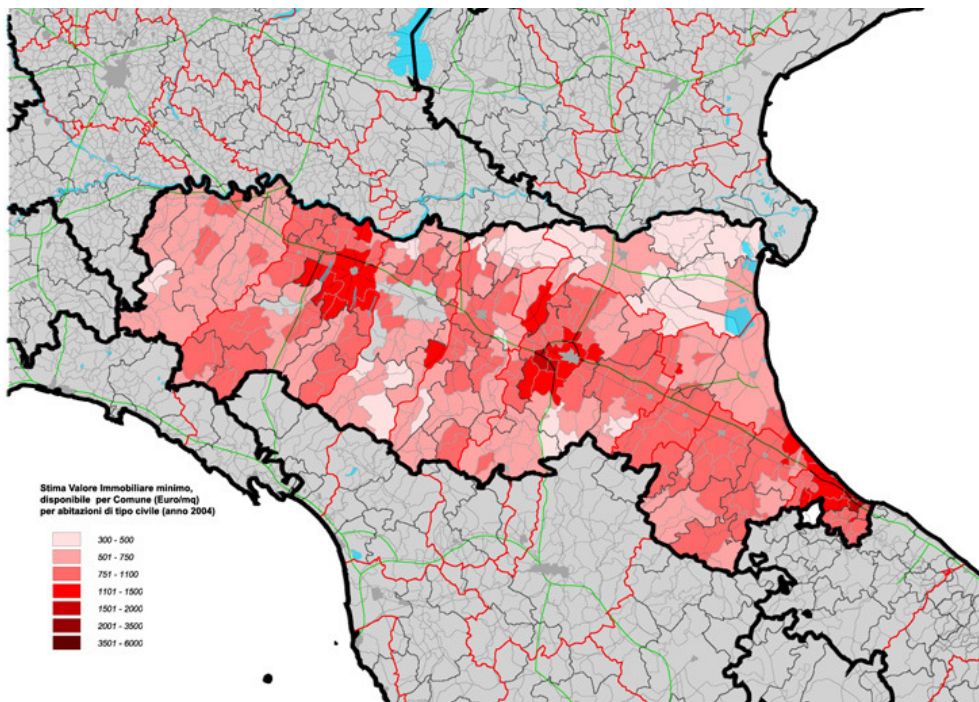 Stima Valore Immobiliare minimo,
disponibile per Comune (Euro/mq)
per abitazioni di tipo civile (anno 2004)
300 - 500
501 - 750
751 - 1100
1101 - 1500
1501 - 2000
2001 - 3500
3501 - 6000